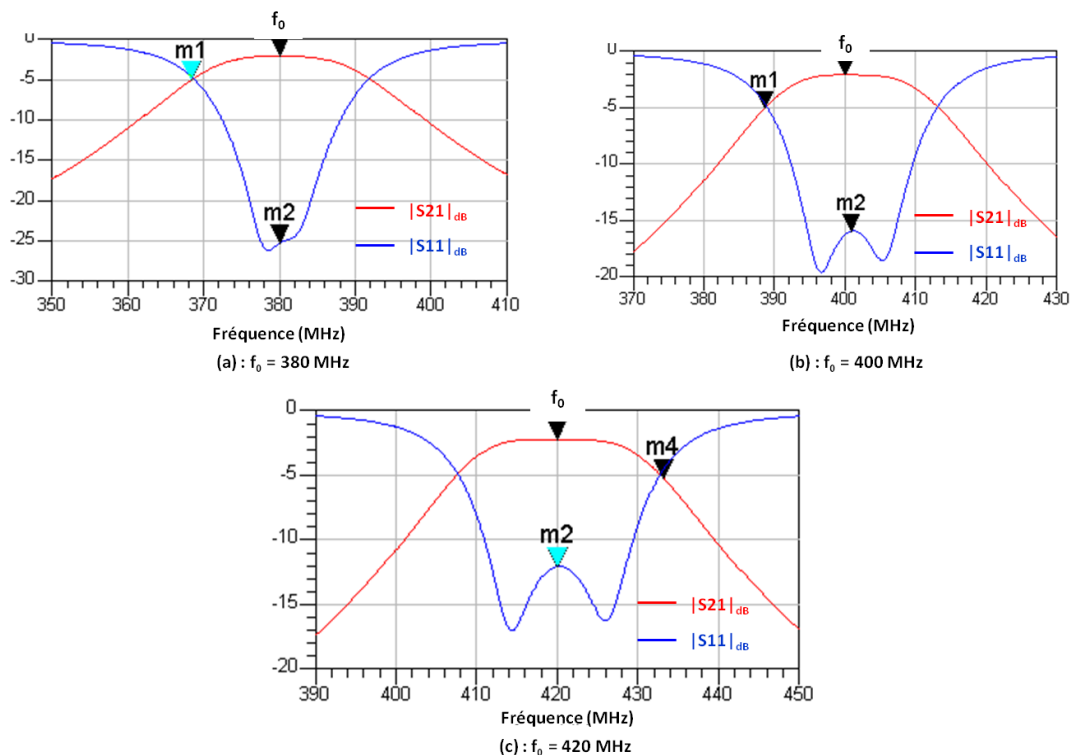 f₀
0
-5
-10
-15
-20
-25
-30
m1
m2
|S21|dB
|S11|dB
350 360 370 380 390 400 410
Fréquence (MHz)
(a) : f₀ = 380 MHz
f₀
0
-5
-10
-15
-20
m1
m2
|S21|dB
|S11|dB
370 380 390 400 410 420 430
Fréquence (MHz)
(b) : f₀ = 400 MHz
f₀
0
-5
-10
-15
-20
m4
m2
|S21|dB
|S11|dB
390 400 410 420 430 440 450
Fréquence (MHz)
(c) : f₀ = 420 MHz